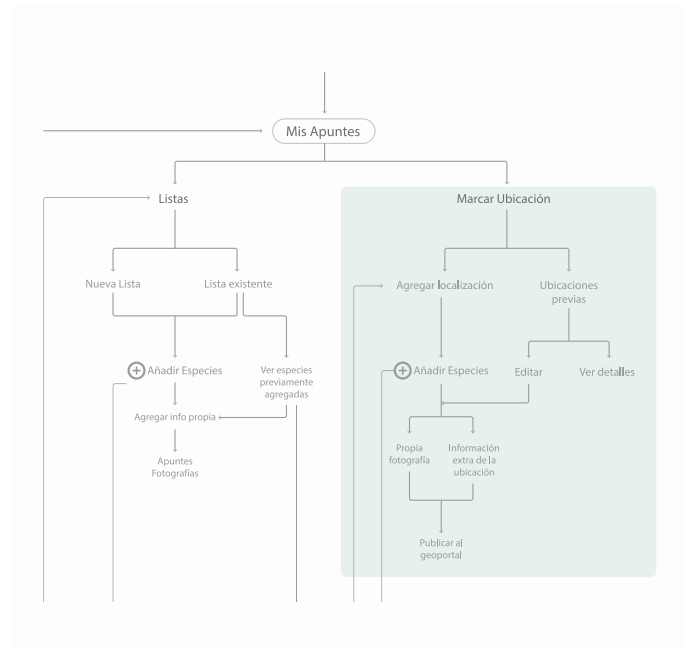 Mis Apuntes
Listas
Marcar Ubicación
Nueva Lista
Lista existente
Agregar localización
Ubicaciones
previas
Añadir Especies
Ver especies
previamente
agregadas
Añadir Especies
Editar
Ver detalles
Agregar info propia
Apuntes
Fotografías
Propia
fotografía
Información
extra de la
ubicación
Publicar al
geoportal